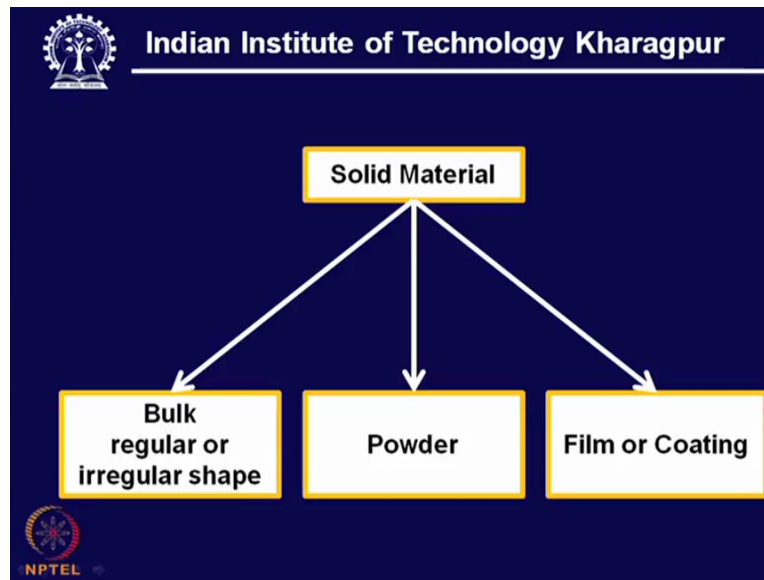 Indian Institute of Technology Kharagpur
Solid Material
Bulk
regular or
irregular shape
Powder
Film or Coating
NPTEL